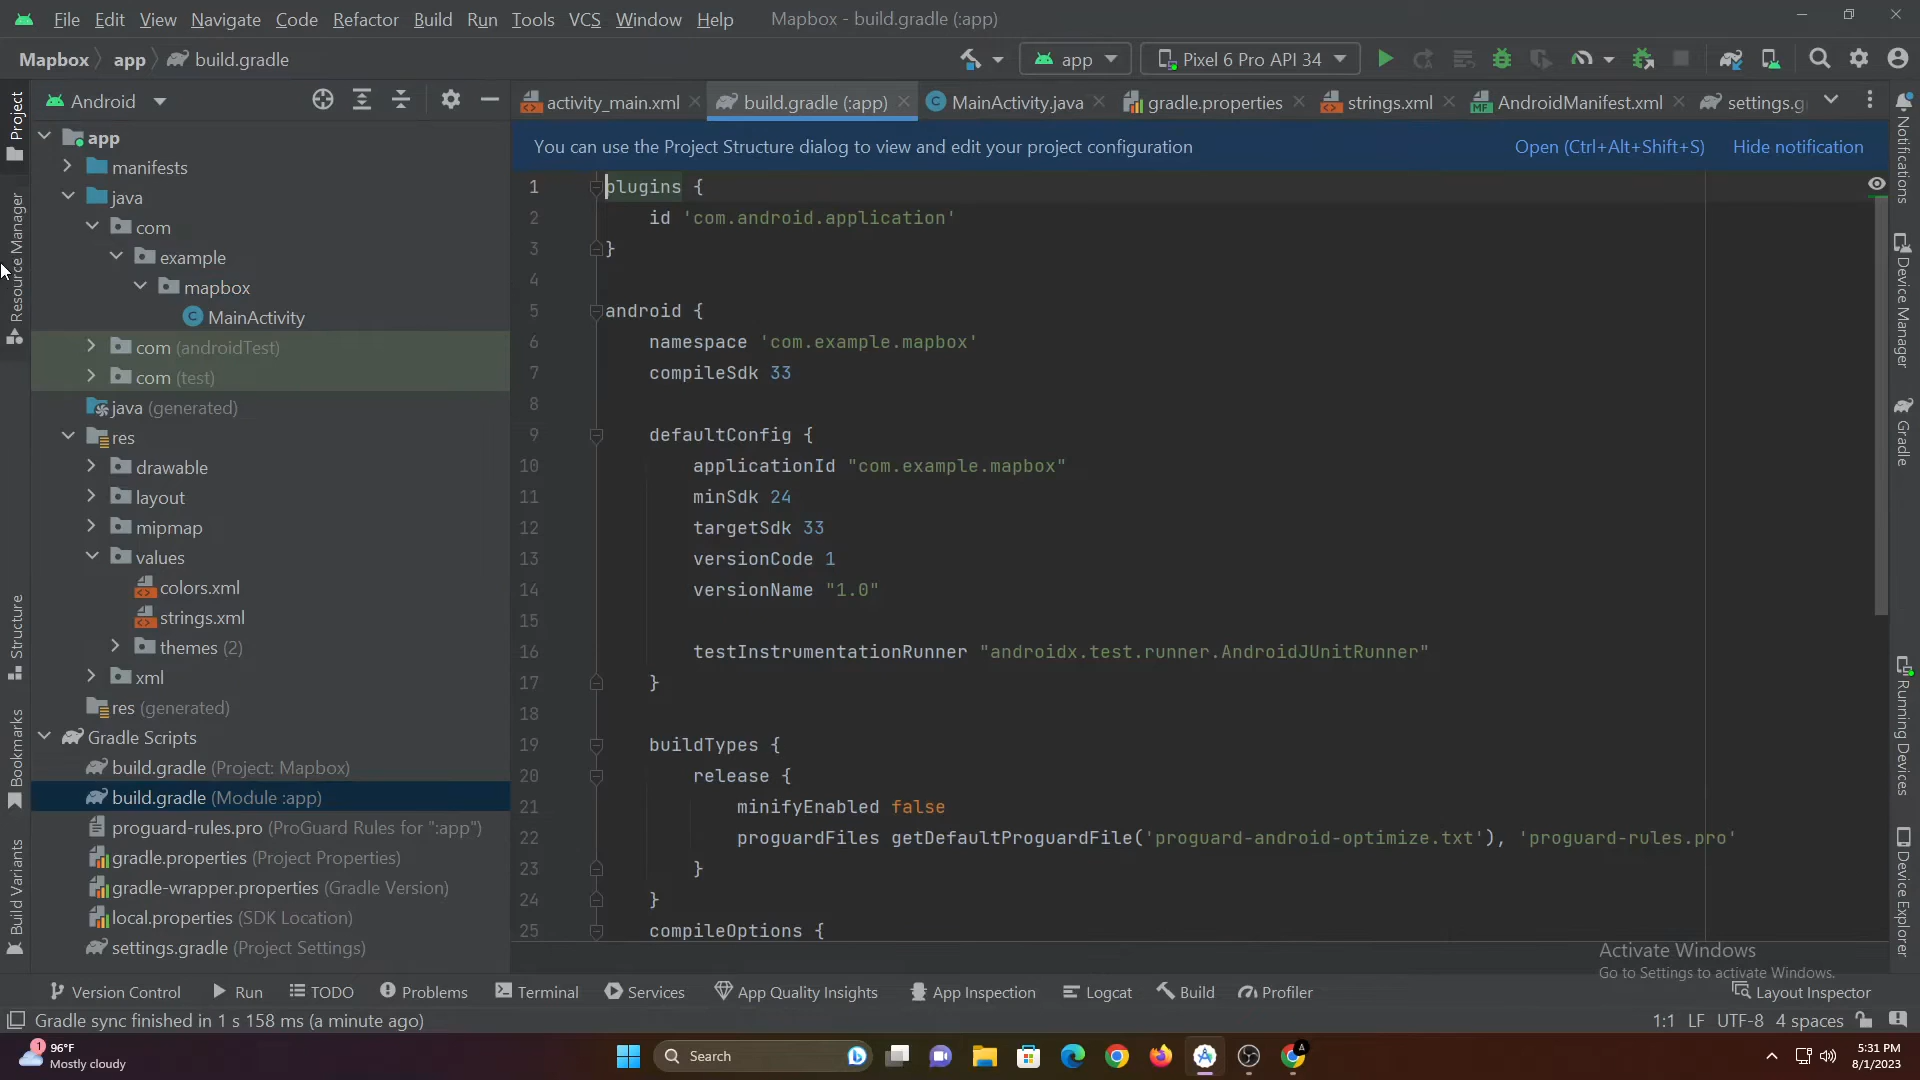 File Edit View Navigate Code Refactor Build Run Tools VCS Window Help Mapbox - build.gradle (:app)
Mapbox app build.gradle app Pixel 6 Pro API 34
Project
Resource Manager
Structure
Bookmarks
Build Variants
Android
app
manifests
java
com
example
mapbox
MainActivity
com (androidTest)
com (test)
java (generated)
res
drawable
layout
mipmap
values
colors.xml
strings.xml
themes (2)
xml
res (generated)
Gradle Scripts
build.gradle (Project: Mapbox)
build.gradle (Module :app)
proguard-rules.pro (ProGuard Rules for ":app")
gradle.properties (Project Properties)
gradle-wrapper.properties (Gradle Version)
local.properties (SDK Location)
settings.gradle (Project Settings)
activity_main.xml build.gradle (:app) MainActivity.java gradle.properties strings.xml AndroidManifest.xml settings.g
You can use the Project Structure dialog to view and edit your project configuration Open (Ctrl+Alt+Shift+S) Hide notification
1 plugins {
2 id 'com.android.application'
3 }
4
5 android {
6 namespace 'com.example.mapbox'
7 compileSdk 33
8
9 defaultConfig {
10 applicationId "com.example.mapbox"
11 minSdk 24
12 targetSdk 33
13 versionCode 1
14 versionName "1.0"
15
16 testInstrumentationRunner "androidx.test.runner.AndroidJUnitRunner"
17 }
18
19 buildTypes {
20 release {
21 minifyEnabled false
22 proguardFiles getDefaultProguardFile('proguard-android-optimize.txt'), 'proguard-rules.pro'
23 }
24 }
25 compileOptions {
Notifications
Device Manager
Gradle
Running Devices
Device Explorer
Activate Windows
Go to Settings to activate Windows.
Version Control Run TODO Problems Terminal Services App Quality Insights App Inspection Logcat Build Profiler Layout Inspector
Gradle sync finished in 1 s 158 ms (a minute ago) 1:1 LF UTF-8 4 spaces
1 96°F
Mostly cloudy
Search
A
5:31 PM
8/1/2023